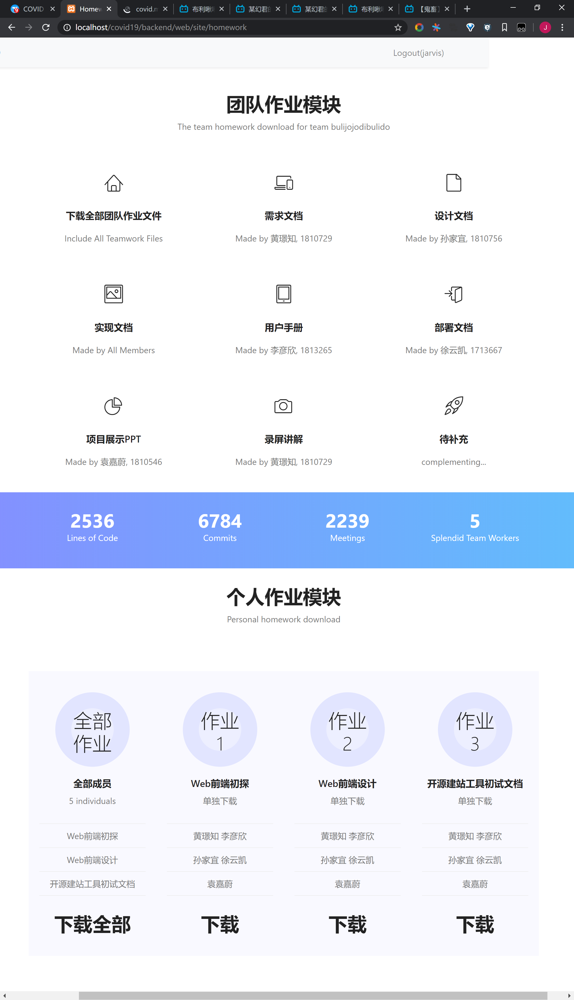 COVID
Homew
covid.m
布利啾
某幻君
某幻君
布利啾
【鬼畜】
localhost/covid19/backend/web/site/homework
J
Logout(jarvis)
团队作业模块
The team homework download for team bulijojodibulido
下载全部团队作业文件
需求文档
设计文档
Include All Teamwork Files
Made by 黄璟知, 1810729
Made by 孙家宜, 1810756
实现文档
用户手册
部署文档
Made by All Members
Made by 李彦欣, 1813265
Made by 徐云凯, 1713667
项目展示PPT
录屏讲解
待补充
Made by 袁嘉蔚, 1810546
Made by 黄璟知, 1810729
complementing...
2536
6784
2239
5
Lines of Code
Commits
Meetings
Splendid Team Workers
个人作业模块
Personal homework download
全部
作业
作业
1
作业
2
作业
3
全部成员
Web前端初探
Web前端设计
开源建站工具初试文档
5 individuals
单独下载
单独下载
单独下载
Web前端初探
黄璟知 李彦欣
黄璟知 李彦欣
黄璟知 李彦欣
Web前端设计
孙家宜 徐云凯
孙家宜 徐云凯
孙家宜 徐云凯
开源建站工具初试文档
袁嘉蔚
袁嘉蔚
袁嘉蔚
下载全部
下载
下载
下载